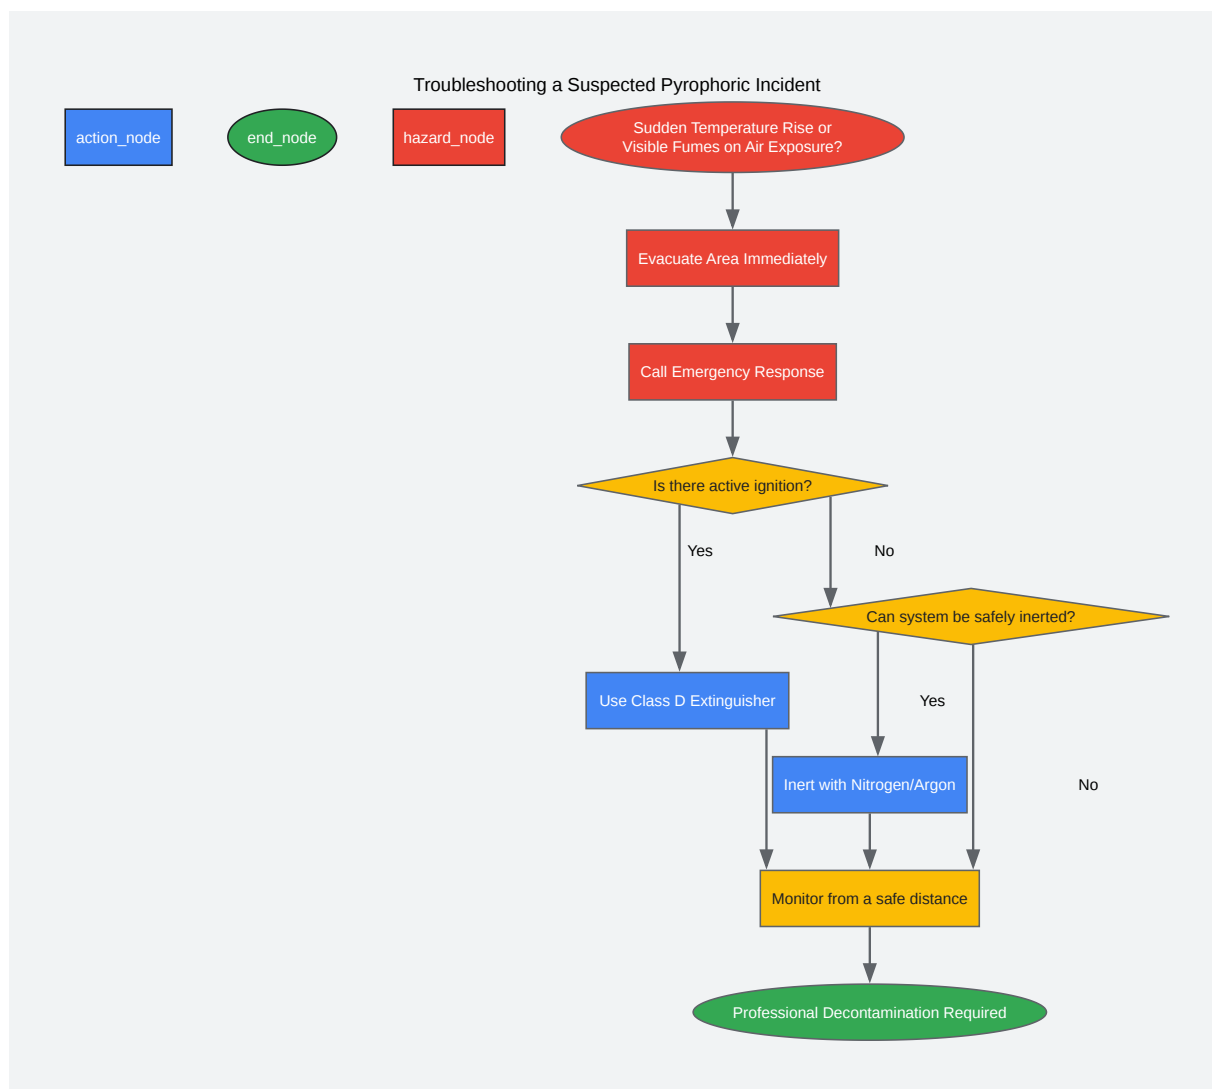 Troubleshooting a Suspected Pyrophoric Incident
action_node
end_node
hazard_node
Sudden Temperature Rise or
Visible Fumes on Air Exposure?
Evacuate Area Immediately
Call Emergency Response
Is there active ignition?
Yes
No
Can system be safely inerted?
Use Class D Extinguisher
Yes
Inert with Nitrogen/Argon
No
Monitor from a safe distance
Professional Decontamination Required